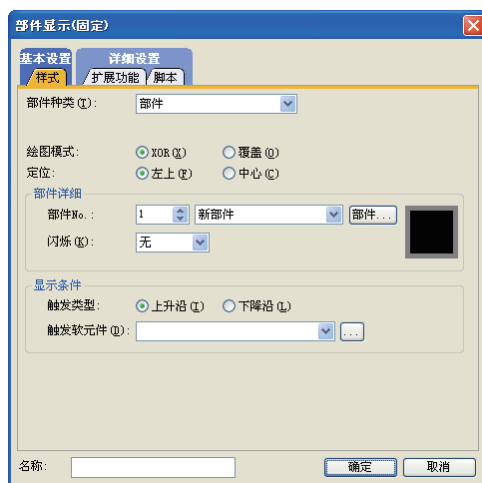 部件显示(固定)
基本设置 详细设置
样式 扩展功能 脚本
部件种类(T): 部件
绘图模式: XOR(X) 覆盖(O)
定位: 左上(P) 中心(C)
部件详细
部件No.: 1 新部件 部件...
闪烁(K): 无
显示条件
触发类型: 上升沿(I) 下降沿(L)
触发软元件(D): ...
名称: 确定 取消